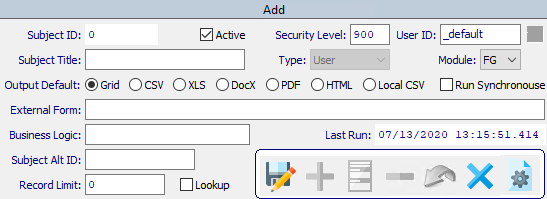 Add
Subject ID: 0 Active Security Level: 900 User ID: _default
Subject Title: Type: User Module: FG
Output Default: Grid CSV XLS DocX PDF HTML Local CSV Run Synchronouse
External Form:
Business Logic: Last Run: 07/13/2020 13:15:51.414
Subject Alt ID:
Record Limit: 0 Lookup